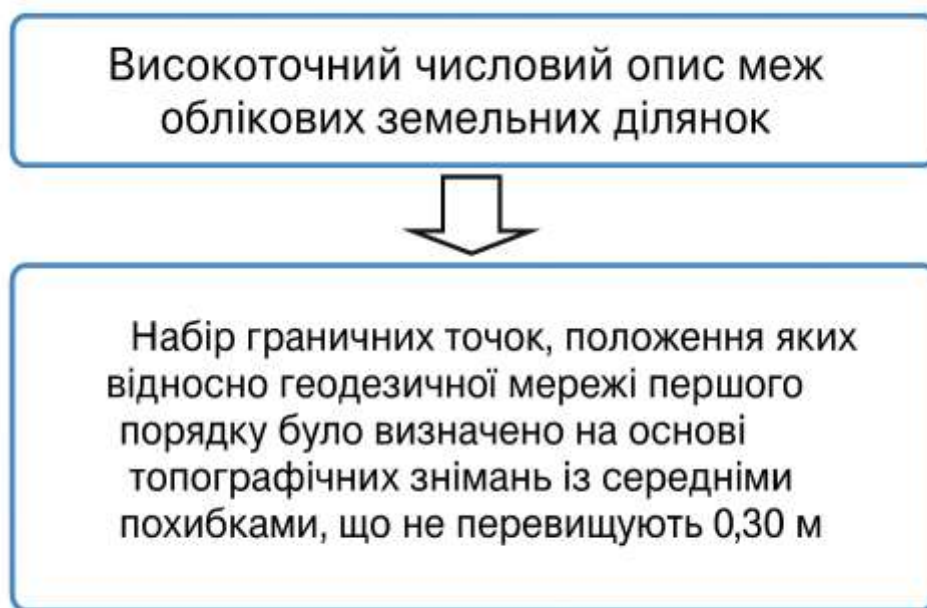 Високоточний числовий опис меж
облікових земельних ділянок
Набір граничних точок, положення яких
відносно геодезичної мережі першого
порядку було визначено на основі
топографічних знімань із середніми
похибками, що не перевищують 0,30 м